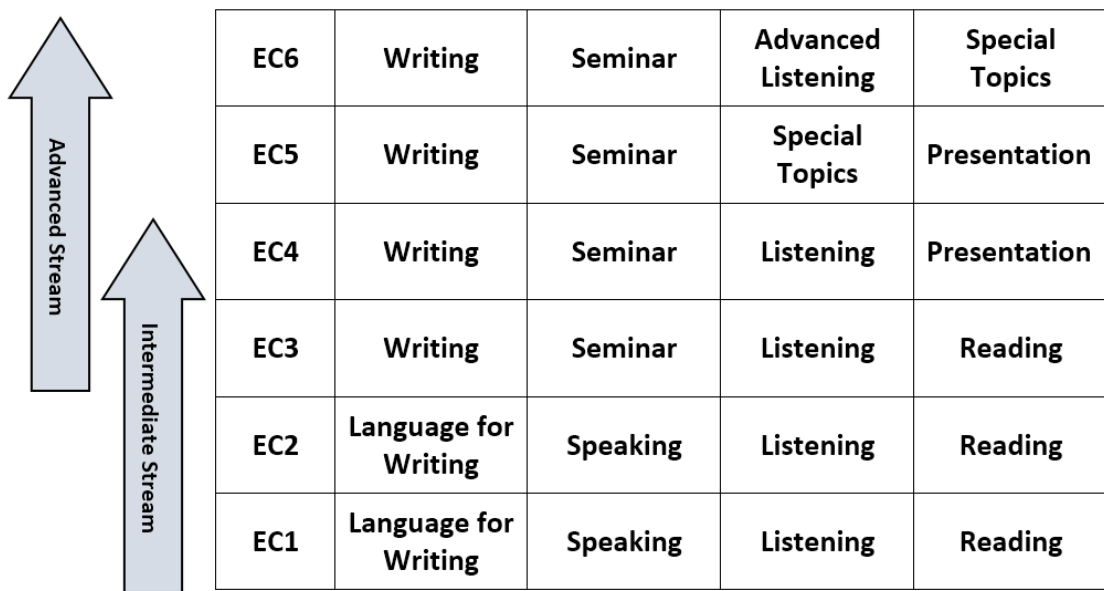 Advanced Stream
Intermediate Stream
EC6 Writing Seminar Advanced Listening Special Topics
EC5 Writing Seminar Special Topics Presentation
EC4 Writing Seminar Listening Presentation
EC3 Writing Seminar Listening Reading
EC2 Language for Writing Speaking Listening Reading
EC1 Language for Writing Speaking Listening Reading